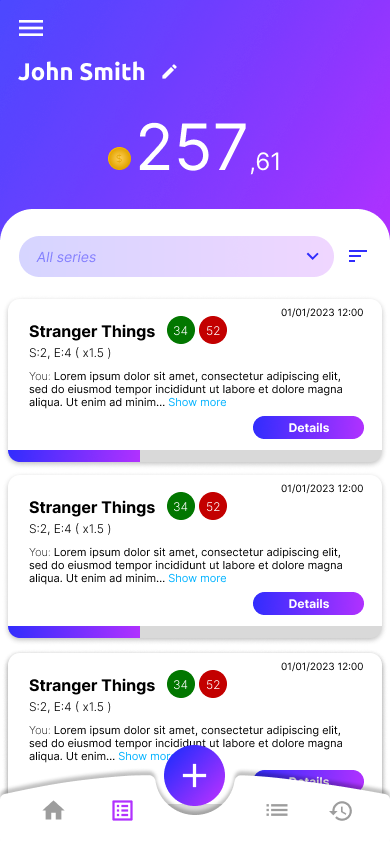 John Smith
257,61
All series
01/01/2023 12:00
Stranger Things 34 52
S:2, E:4 ( x1.5 )
You: Lorem ipsum dolor sit amet, consectetur adipiscing elit,
sed do eiusmod tempor incididunt ut labore et dolore magna
aliqua. Ut enim ad minim... Show more
Details
01/01/2023 12:00
Stranger Things 34 52
S:2, E:4 ( x1.5 )
You: Lorem ipsum dolor sit amet, consectetur adipiscing elit,
sed do eiusmod tempor incididunt ut labore et dolore magna
aliqua. Ut enim ad minim... Show more
Details
01/01/2023 12:00
Stranger Things 34 52
S:2, E:4 ( x1.5 )
You: Lorem ipsum dolor sit amet, consectetur adipiscing elit,
sed do eiusmod tempor incididunt ut labore et dolore magna
aliqua. Ut enim ad minim... Show mor
Details